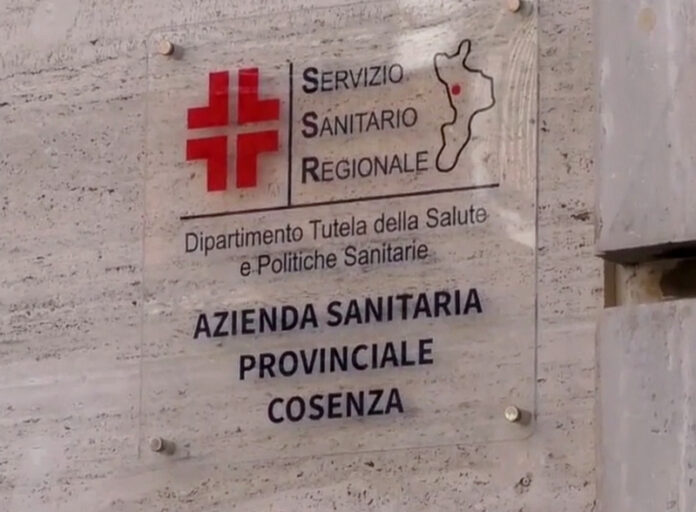 SERVIZIO
SANITARIO
REGIONALE
Dipartimento Tutela della Salute
e Politiche Sanitarie
AZIENDA SANITARIA
PROVINCIALE
COSENZA